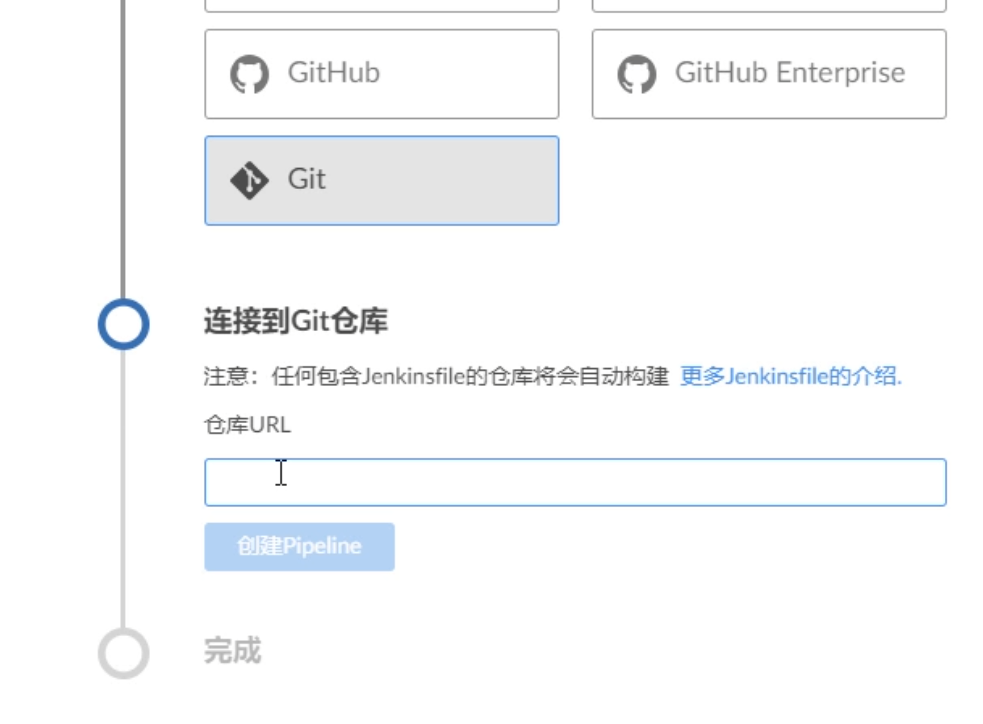 GitHub
GitHub Enterprise
Git
连接到Git仓库
注意：任何包含Jenkinsfile的仓库将会自动构建 更多Jenkinsfile的介绍.
仓库URL
创建Pipeline
完成